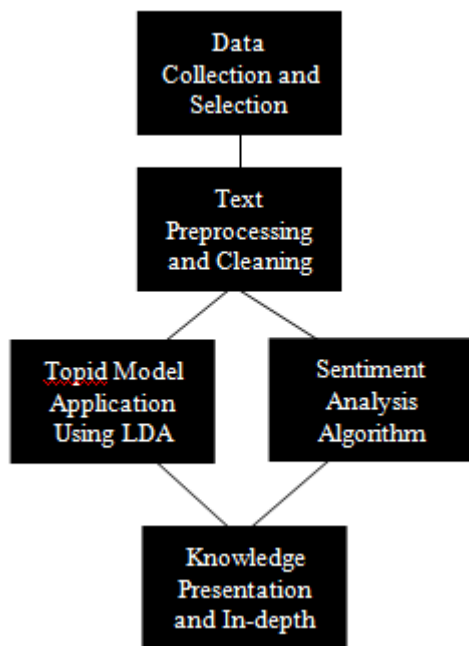 Data
Collection and
Selection
Text
Preprocessing
and Cleaning
Topid Model
Application
Using LDA
Sentiment
Analysis
Algorithm
Knowledge
Presentation
and In-depth